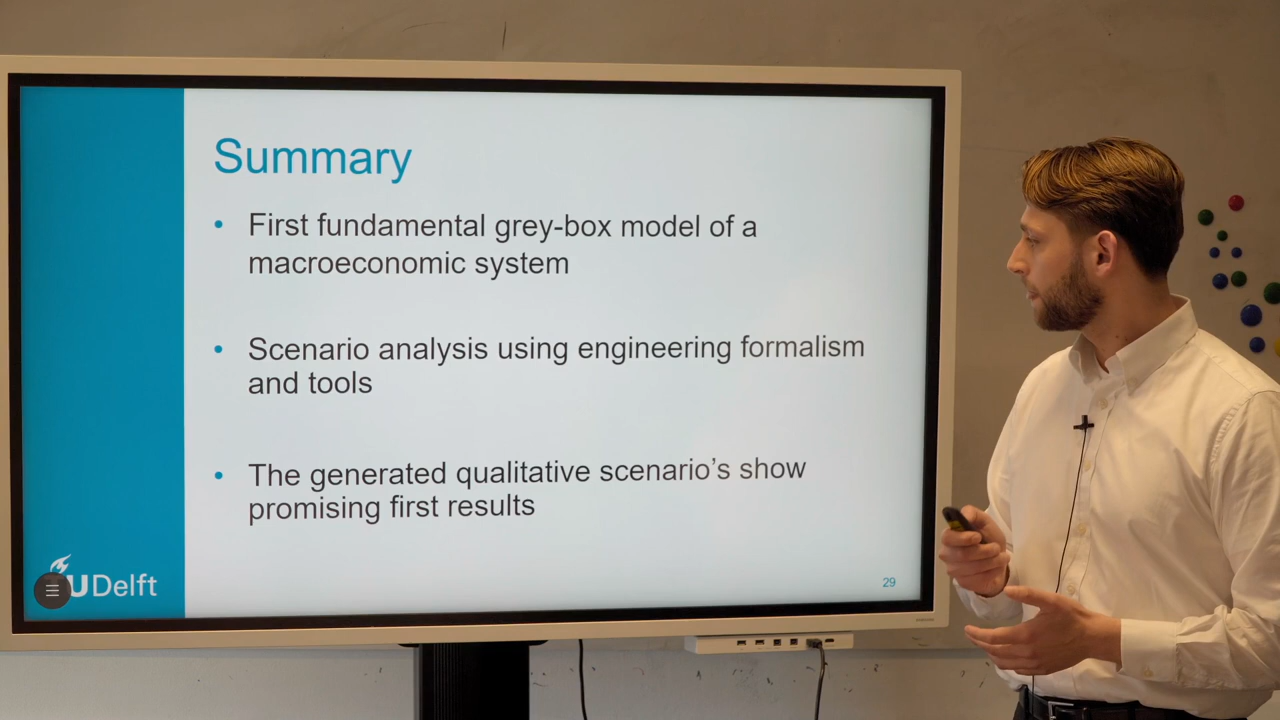 Summary
• First fundamental grey-box model of a
macroeconomic system
• Scenario analysis using engineering formalism
and tools
• The generated qualitative scenario’s show
promising first results
UDelft
29